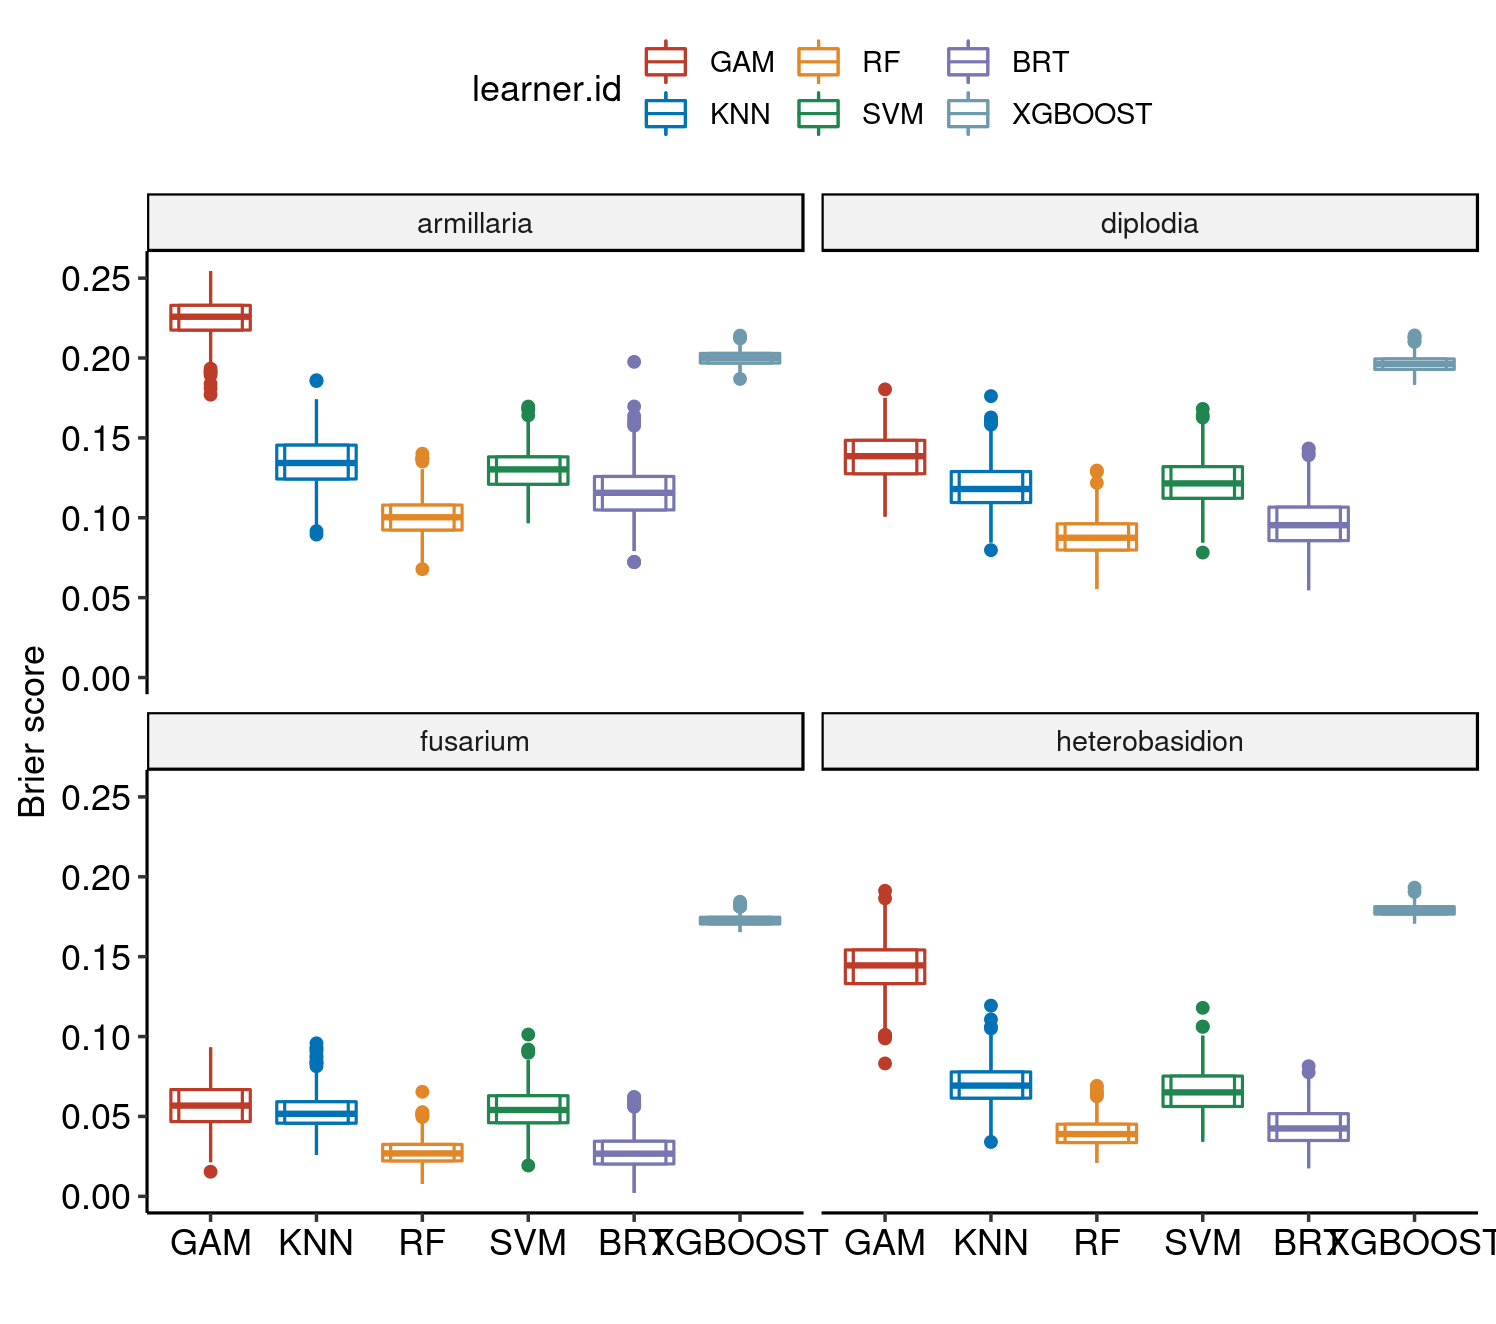 GAM RF BRT
learner.id
KNN SVM XGBOOST
armillaria diplodia
0.25
0.20
0.15
0.10
0.05
0.00
Brier score
fusarium heterobasidion
0.25
0.20
0.15
0.10
0.05
0.00
GAM KNN RF SVM BRT XGBOOST GAM KNN RF SVM BRT XGBOOST